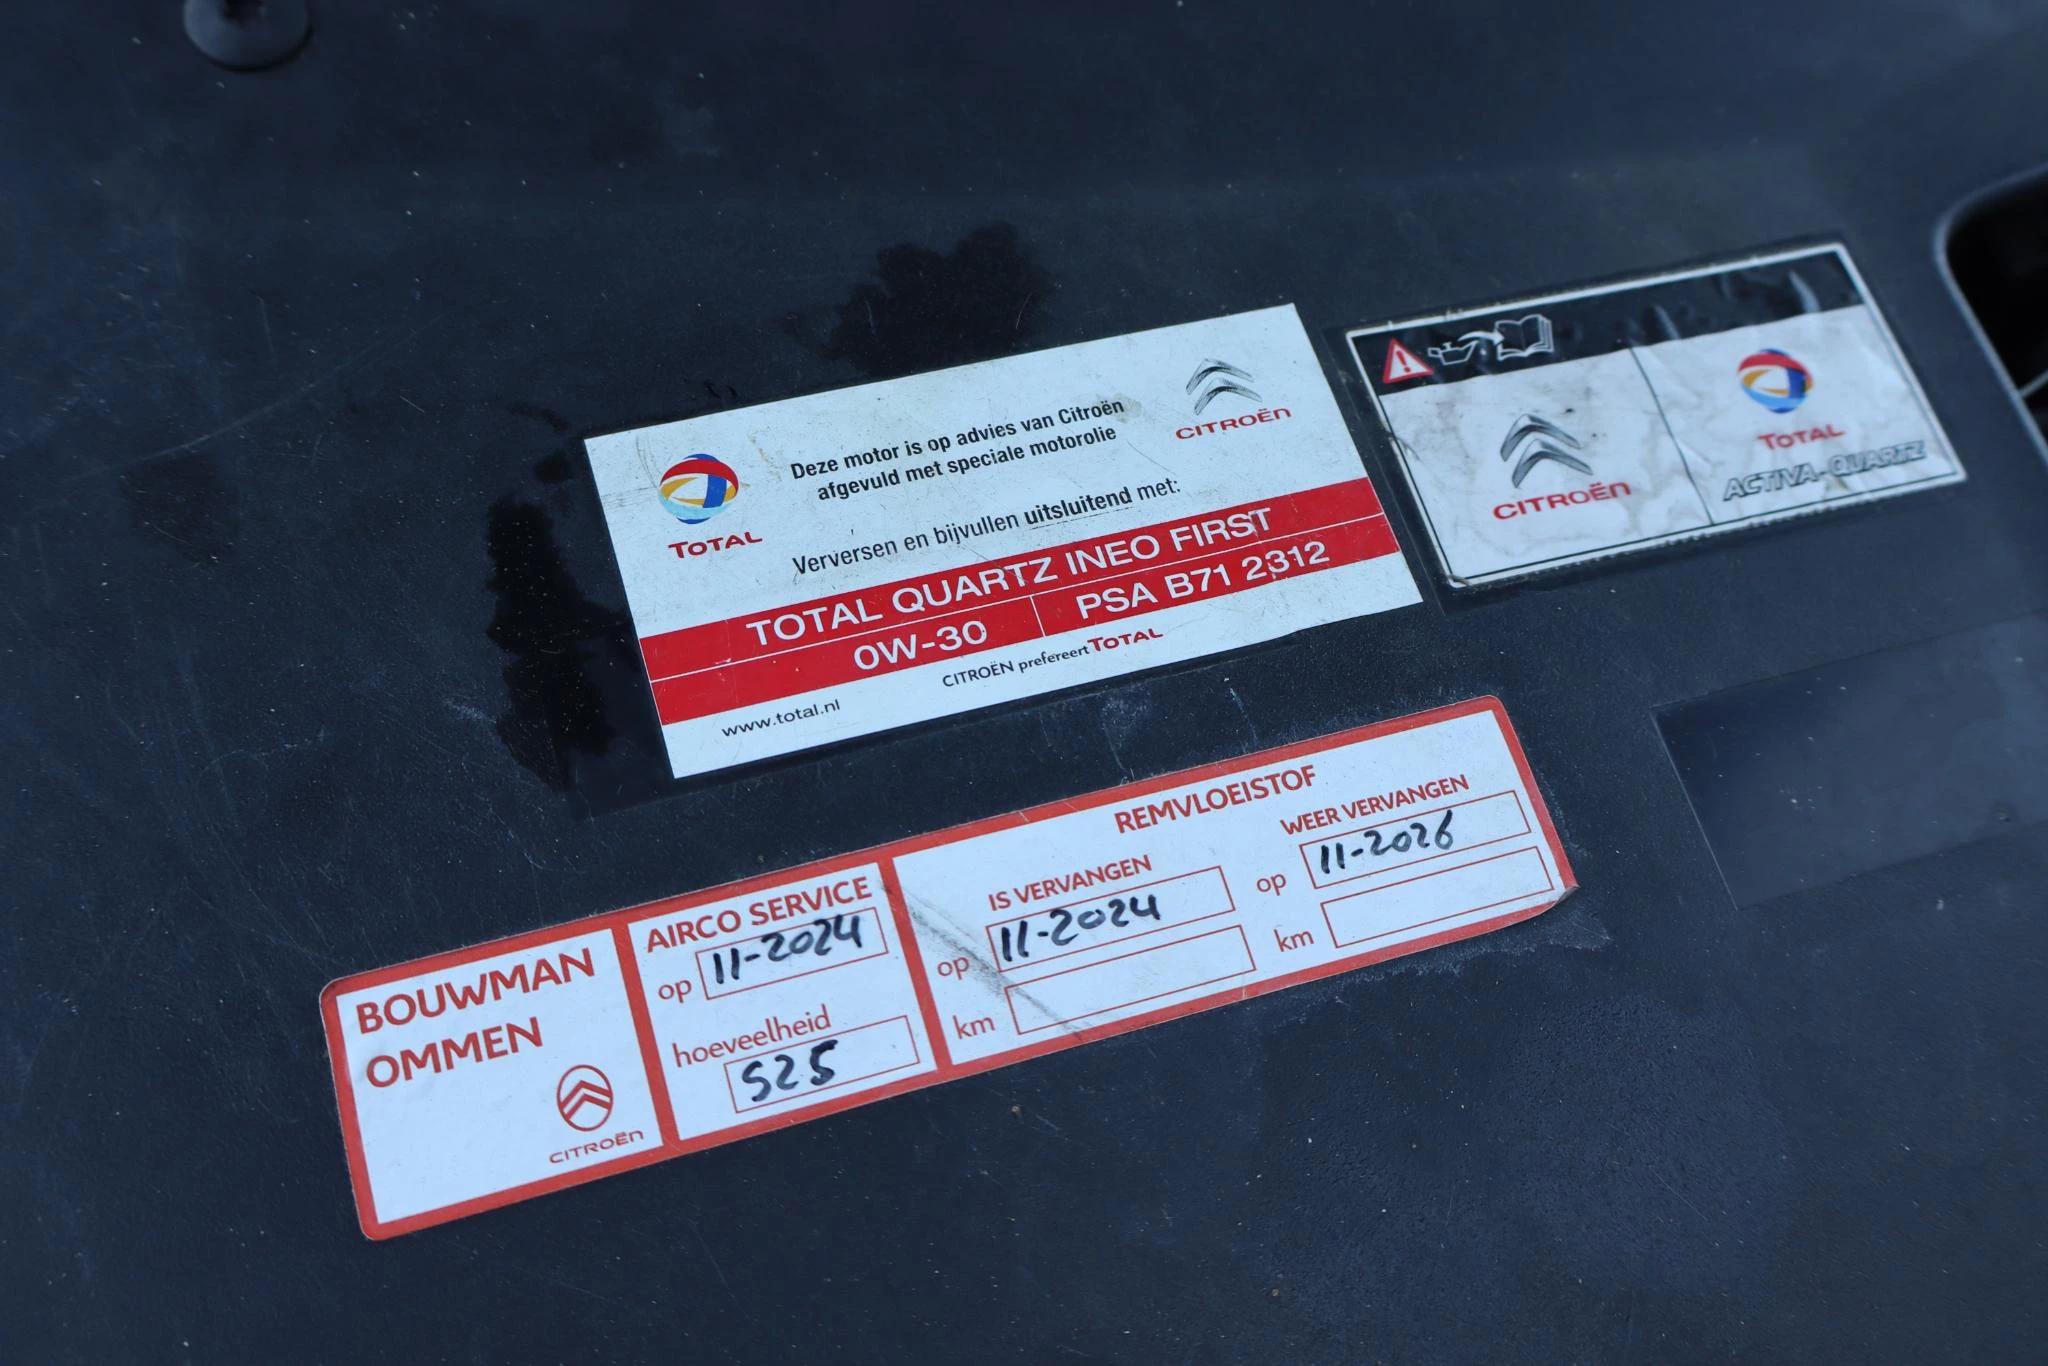 Deze motor is op advies van Citroën
afgevuld met speciale motorolie
TOTAL
CITROËN
Verversen en bijvullen uitsluitend met:
TOTAL QUARTZ INEO FIRST
0W-30 PSA B71 2312
CITROËN prefereert TOTAL
www.total.nl
CITROËN
TOTAL
ACTIVA-QUARTZ
BOUWMAN
OMMEN
CITROËN
AIRCO SERVICE
op 11-2024
hoeveelheid
525
REMVLOEISTOF
IS VERVANGEN
op 11-2024
km
WEER VERVANGEN
op 11-2026
km